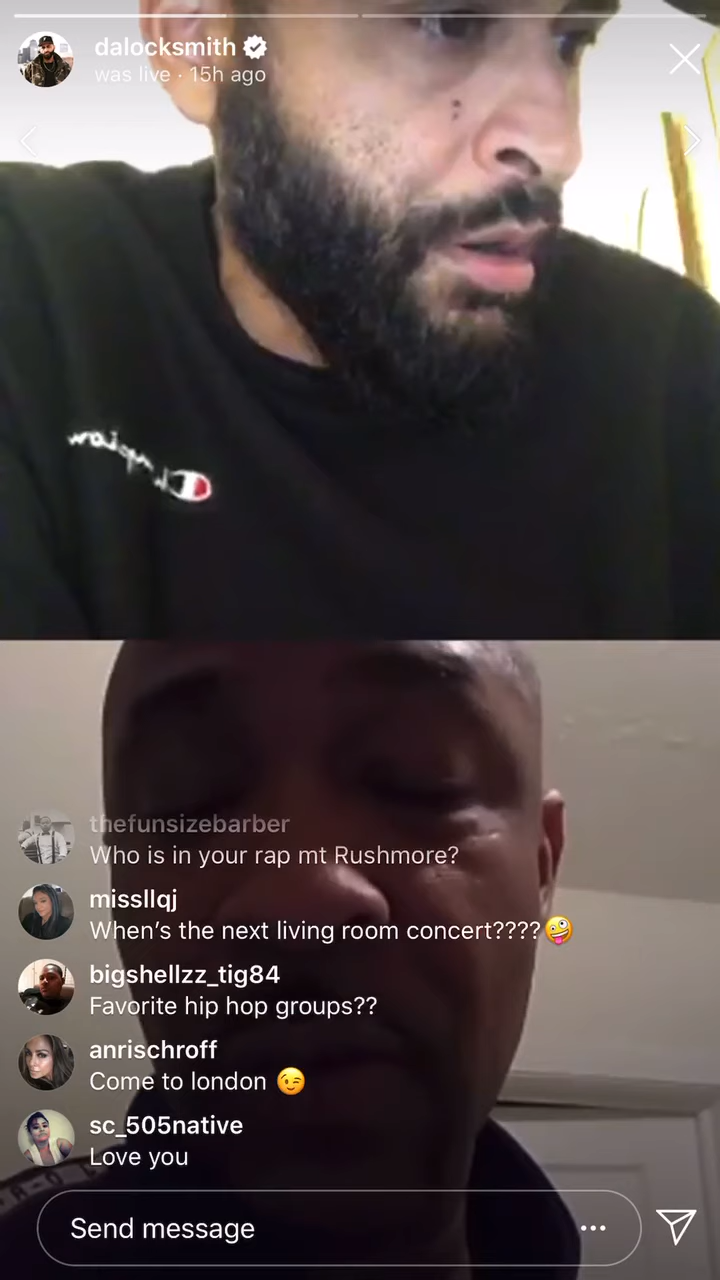 dalocksmith
was live · 15h ago
Champion
thefunsizebarber
Who is in your rap mt Rushmore?
missllqj
When's the next living room concert????🤪
bigshellzz_tig84
Favorite hip hop groups??
anrischroff
Come to london 😉
sc_505native
Love you
Send message